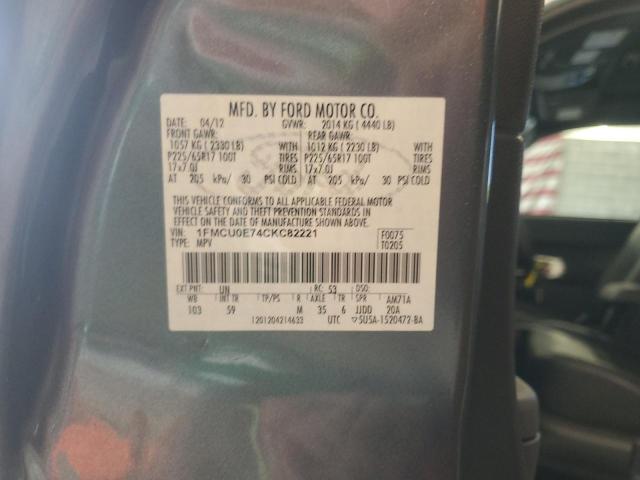 MFD. BY FORD MOTOR CO.
DATE: 04/12 GVWR: 2014 KG ( 4440 LB)
FRONT GAWR: REAR GAWR:
1057 KG ( 2330 LB) WITH 1012 KG ( 2230 LB) WITH
P225/65R17 100T TIRES P225/65R17 100T TIRES
17x7.0J RIMS 17x7.0J RIMS
AT 205 kPa/ 30 PSI COLD AT 205 kPa/ 30 PSI COLD
THIS VEHICLE CONFORMS TO ALL APPLICABLE FEDERAL MOTOR
VEHICLE SAFETY AND THEFT PREVENTION STANDARDS IN
EFFECT ON THE DATE OF MANUFACTURE SHOWN ABOVE.
VIN: 1FMCU0E74CKC82221 F0075
TYPE: MPV T0205
EXT PNT: UN RC: 53 DSO:
WB INT TR TP/PS R AXLE TR SPR AM71A
103 59 M 35 6 JJDD 20A
1201204214633 UTC ▽5U5A-1520472-BA